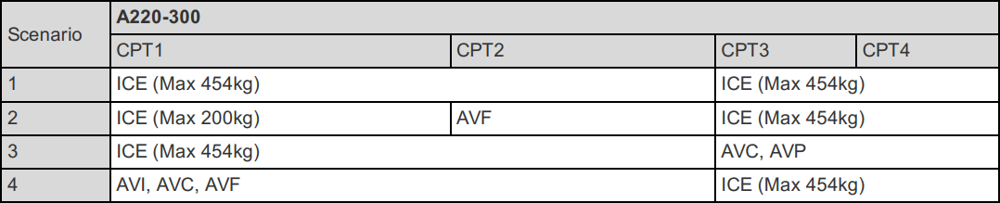 Scenario
A220-300
CPT1 CPT2 CPT3 CPT4
1 ICE (Max 454kg) ICE (Max 454kg)
2 ICE (Max 200kg) AVF ICE (Max 454kg)
3 ICE (Max 454kg) AVC, AVP
4 AVI, AVC, AVF ICE (Max 454kg)